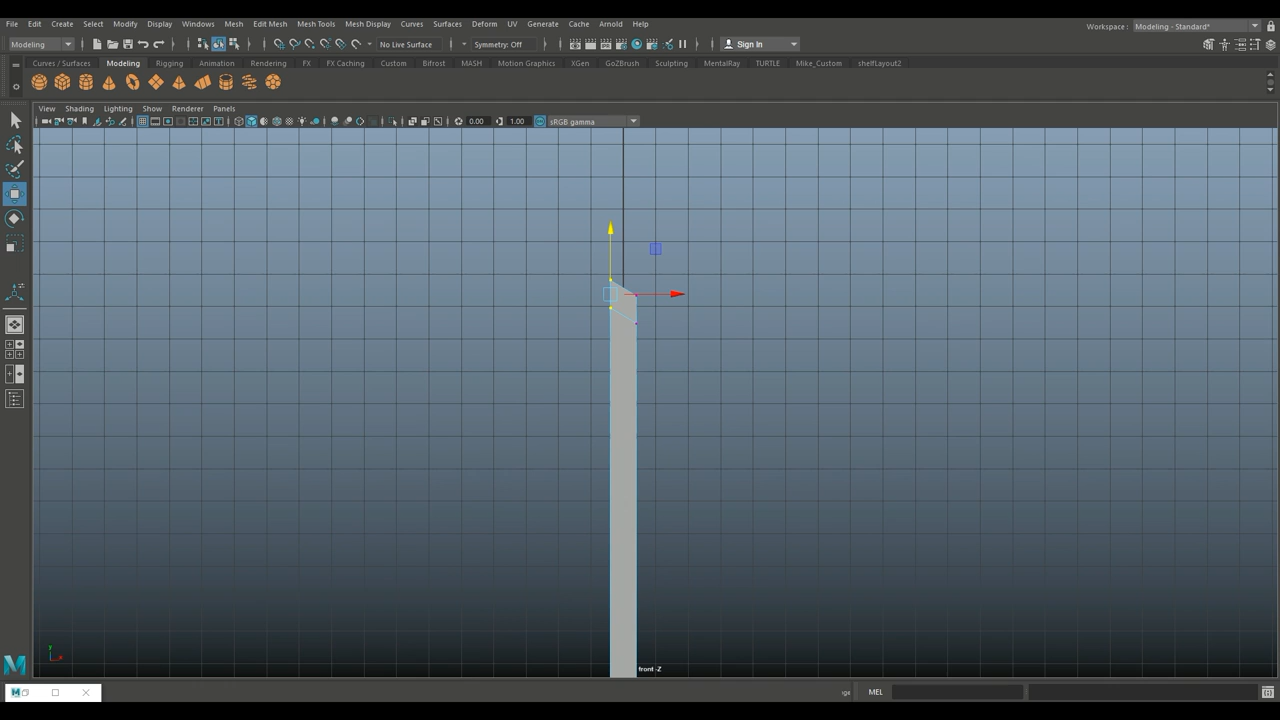 File Edit Create Select Modify Display Windows Mesh Edit Mesh Mesh Tools Mesh Display Curves Surfaces Deform UV Generate Cache Arnold Help
Workspace : Modeling - Standard*
Modeling No Live Surface Symmetry: Off Sign In
Curves / Surfaces Modeling Rigging Animation Rendering FX FX Caching Custom Bifrost MASH Motion Graphics XGen GoZBrush Sculpting MentalRay TURTLE Mike_Custom shelfLayout2
View Shading Lighting Show Renderer Panels
0.00 1.00 sRGB gamma
y
x
front -Z
M ge MEL